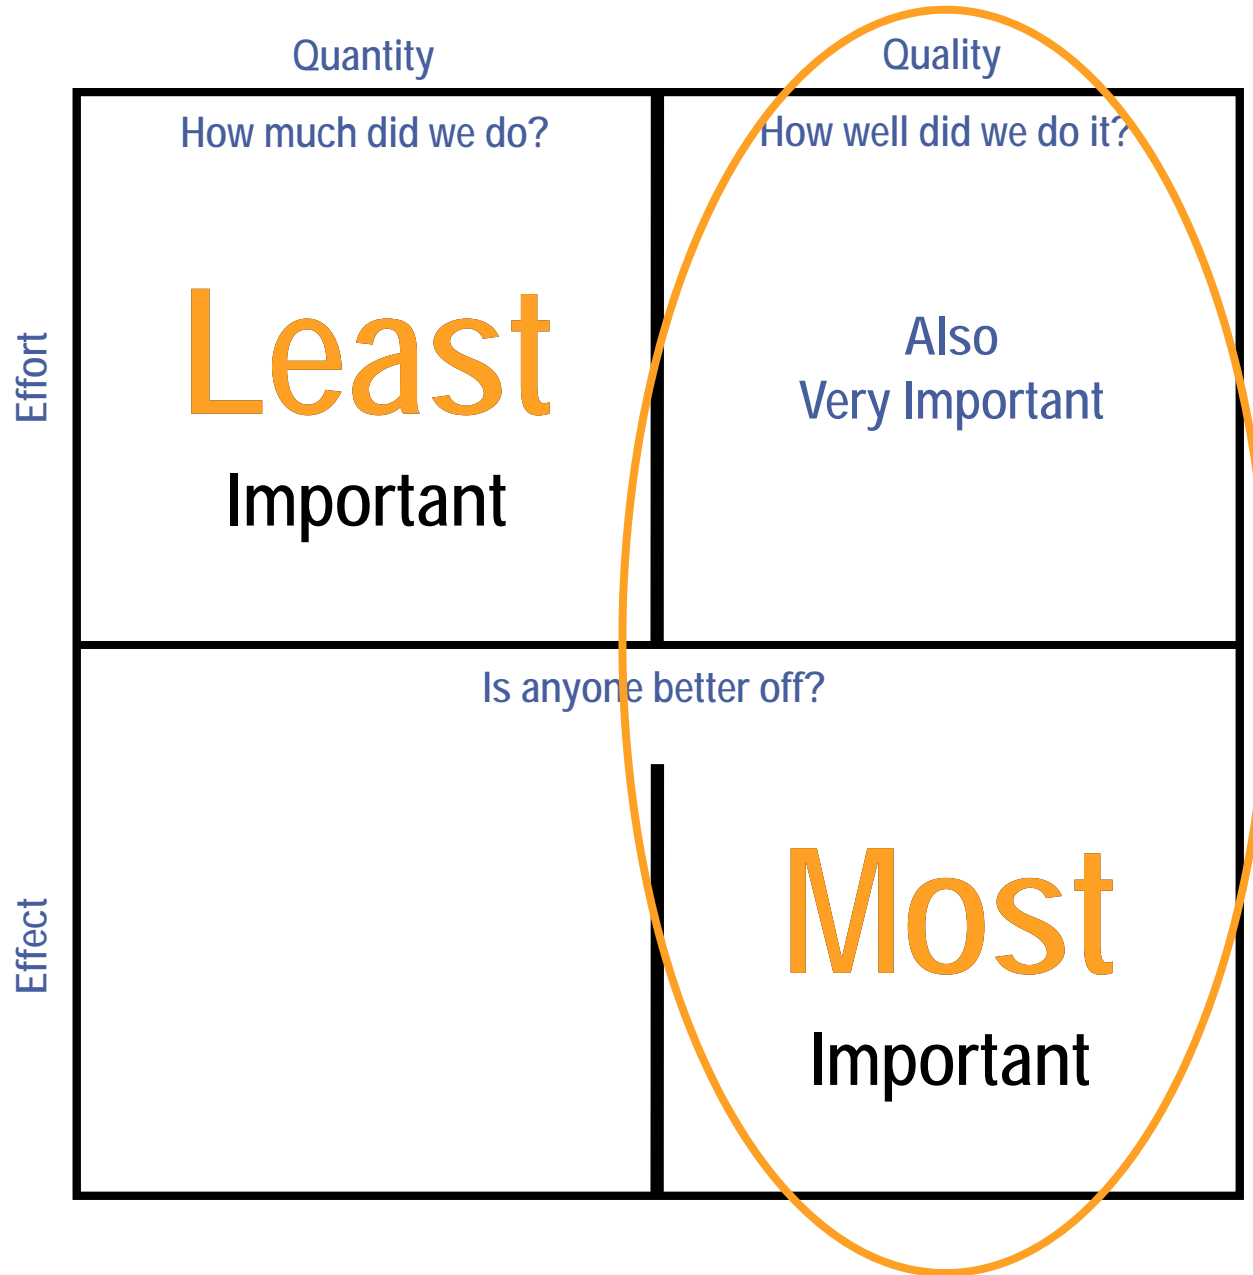 Quantity
Quality
How much did we do?
How well did we do it?
Effort
Least
Important
Also
Very Important
Is anyone better off?
Effect
Most
Important